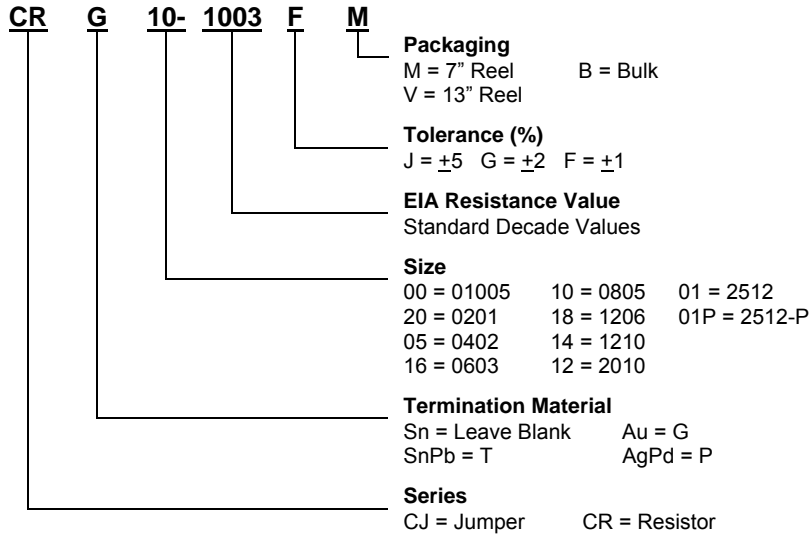 CR G 10- 1003 F M
Packaging
M = 7” Reel B = Bulk
V = 13” Reel
Tolerance (%)
J = ±5 G = ±2 F = ±1
EIA Resistance Value
Standard Decade Values
Size
00 = 01005 10 = 0805 01 = 2512
20 = 0201 18 = 1206 01P = 2512-P
05 = 0402 14 = 1210
16 = 0603 12 = 2010
Termination Material
Sn = Leave Blank Au = G
SnPb = T AgPd = P
Series
CJ = Jumper CR = Resistor